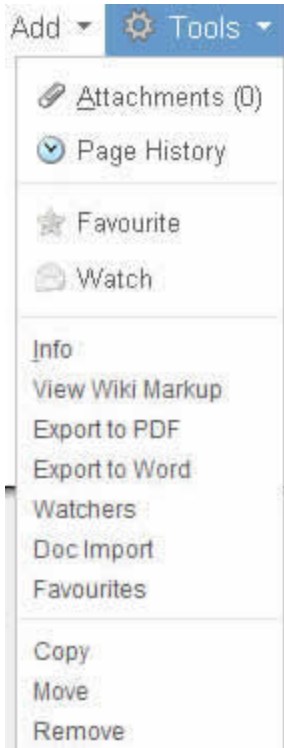 Add Tools
Attachments (0)
Page History
Favourite
Watch
Info
View Wiki Markup
Export to PDF
Export to Word
Watchers
Doc Import
Favourites
Copy
Move
Remove